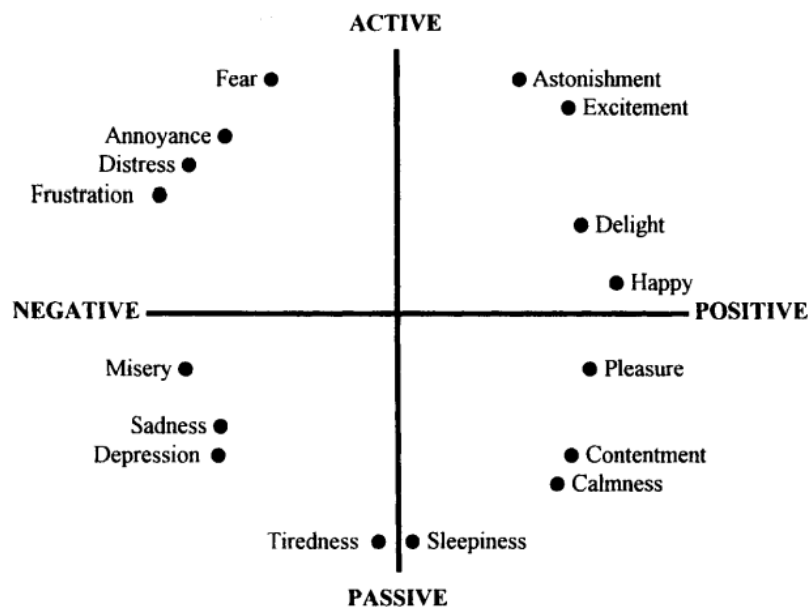 ACTIVE
Fear
Astonishment
Excitement
Annoyance
Distress
Frustration
Delight
Happy
NEGATIVE
POSITIVE
Misery
Pleasure
Sadness
Depression
Contentment
Calmness
Tiredness
Sleepiness
PASSIVE